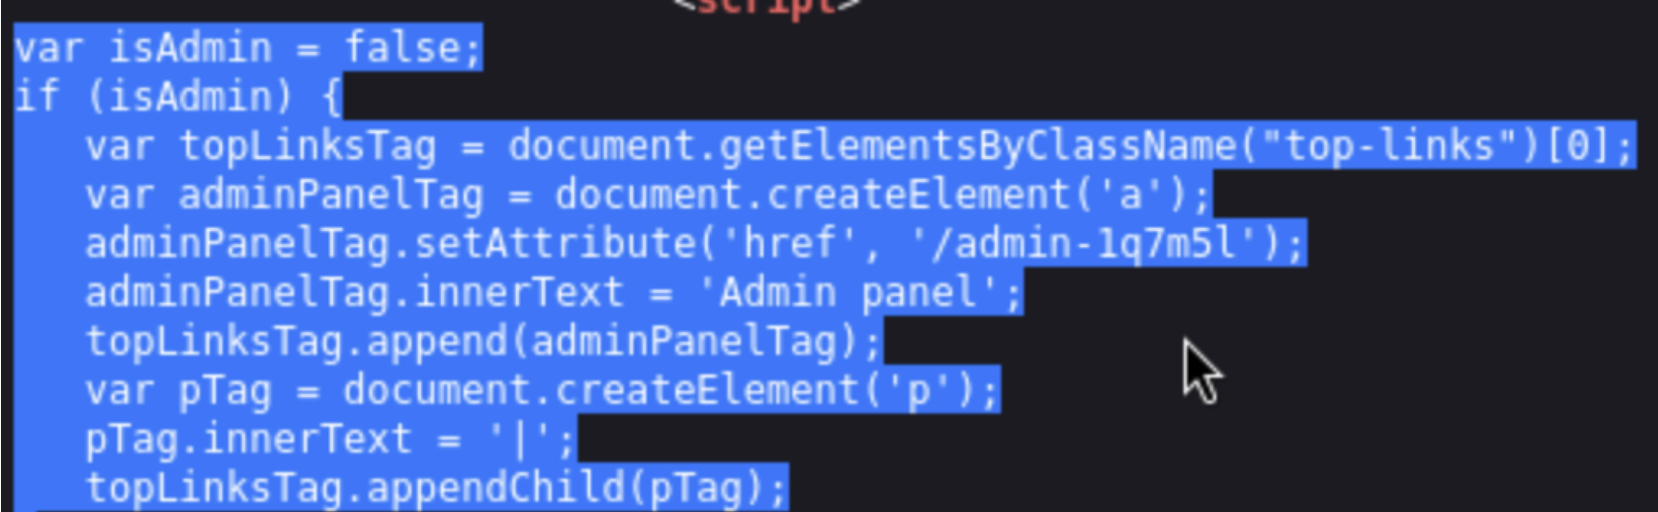 <script>
var isAdmin = false;
if (isAdmin) {
   var topLinksTag = document.getElementsByClassName("top-links")[0];
   var adminPanelTag = document.createElement('a');
   adminPanelTag.setAttribute('href', '/admin-1q7m5l');
   adminPanelTag.innerText = 'Admin panel';
   topLinksTag.append(adminPanelTag);
   var pTag = document.createElement('p');
   pTag.innerText = '|';
   topLinksTag.appendChild(pTag);